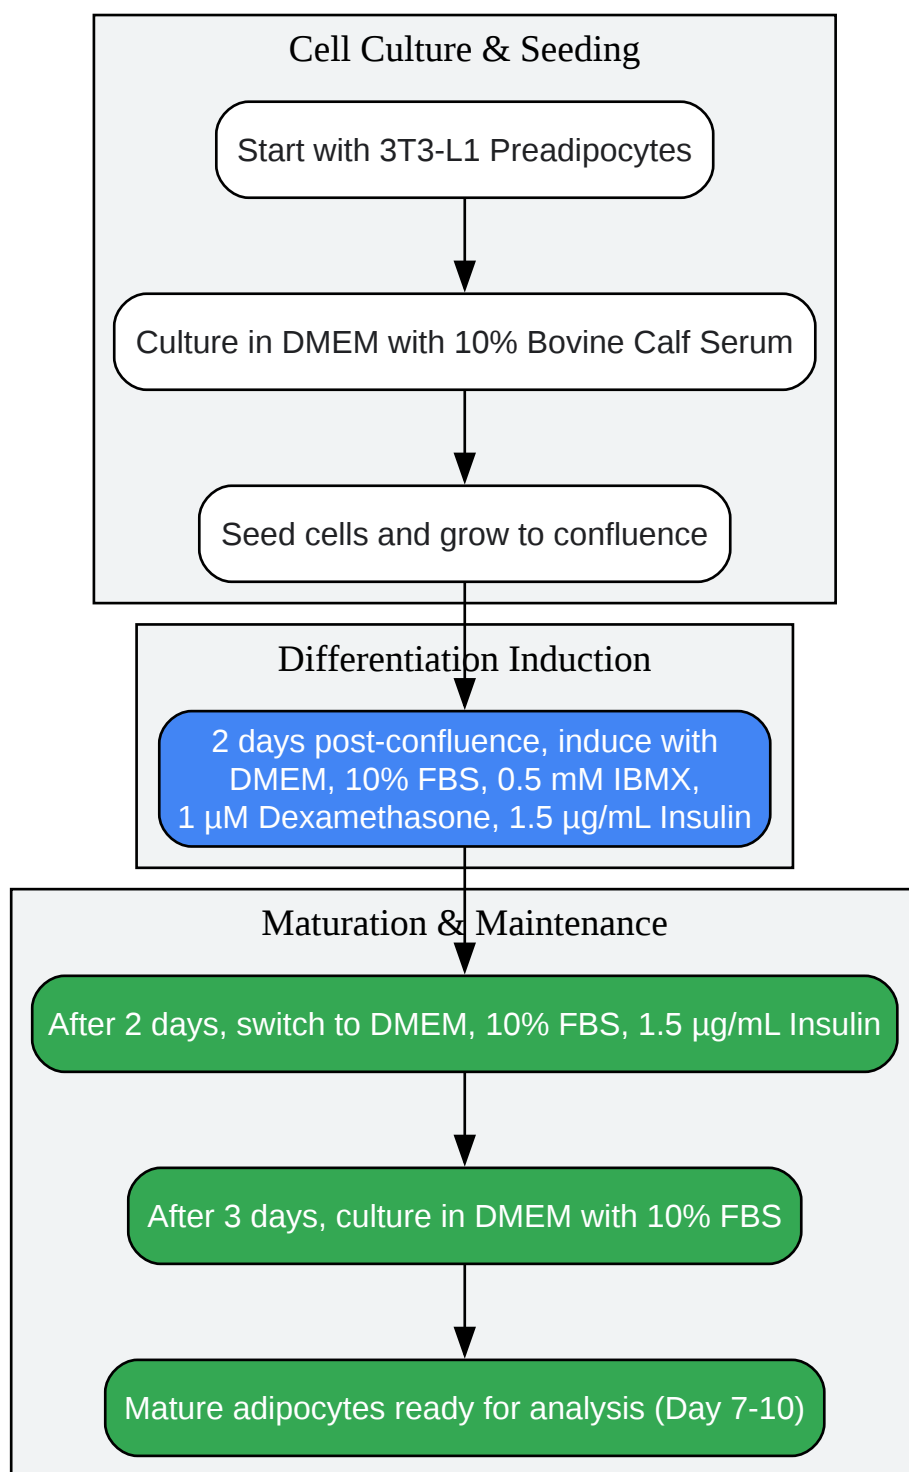 Cell Culture & Seeding
Start with 3T3-L1 Preadipocytes
Culture in DMEM with 10% Bovine Calf Serum
Seed cells and grow to confluence
Differentiation Induction
2 days post-confluence, induce with
DMEM, 10% FBS, 0.5 mM IBMX,
1 µM Dexamethasone, 1.5 µg/mL Insulin
Maturation & Maintenance
After 2 days, switch to DMEM, 10% FBS, 1.5 µg/mL Insulin
After 3 days, culture in DMEM with 10% FBS
Mature adipocytes ready for analysis (Day 7-10)